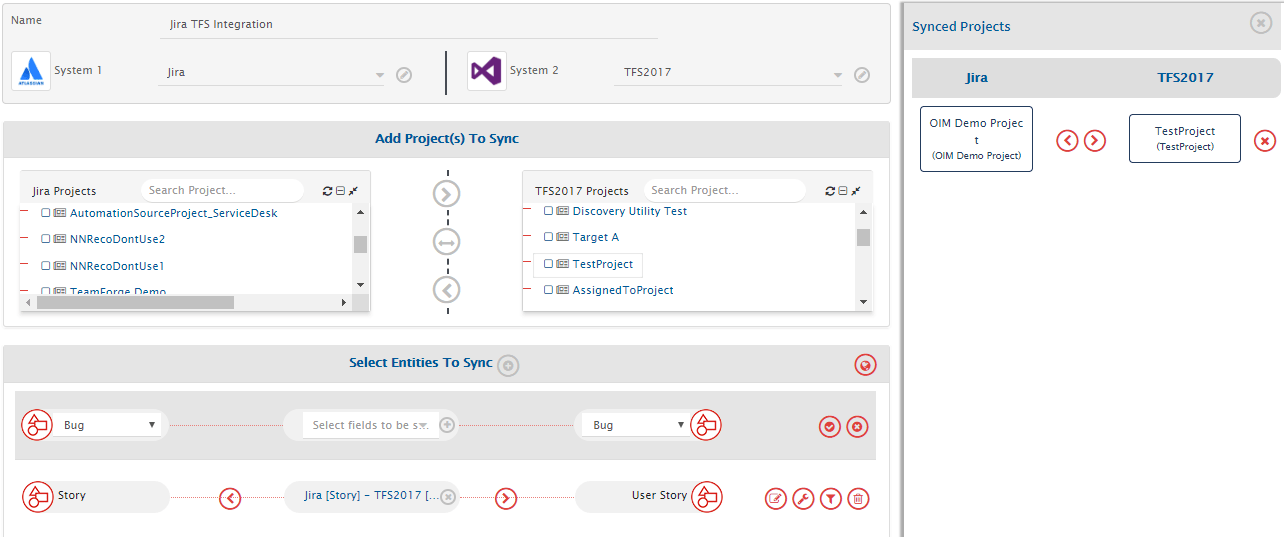 Name
Jira TFS Integration
ATLASSIAN
System 1
Jira
System 2
TFS2017
Add Project(s) To Sync
Jira Projects
Search Project...
AutomationSourceProject_ServiceDesk
NNRecoDontUse2
NNRecoDontUse1
TeamForge Demo
TFS2017 Projects
Search Project...
Discovery Utility Test
Target A
TestProject
AssignedToProject
Select Entities To Sync
Bug
Select fields to be s...
Bug
Story
Jira [Story] - TFS2017 [...
User Story
Synced Projects
Jira
TFS2017
OIM Demo Projec
t
(OIM Demo Project)
TestProject
(TestProject)